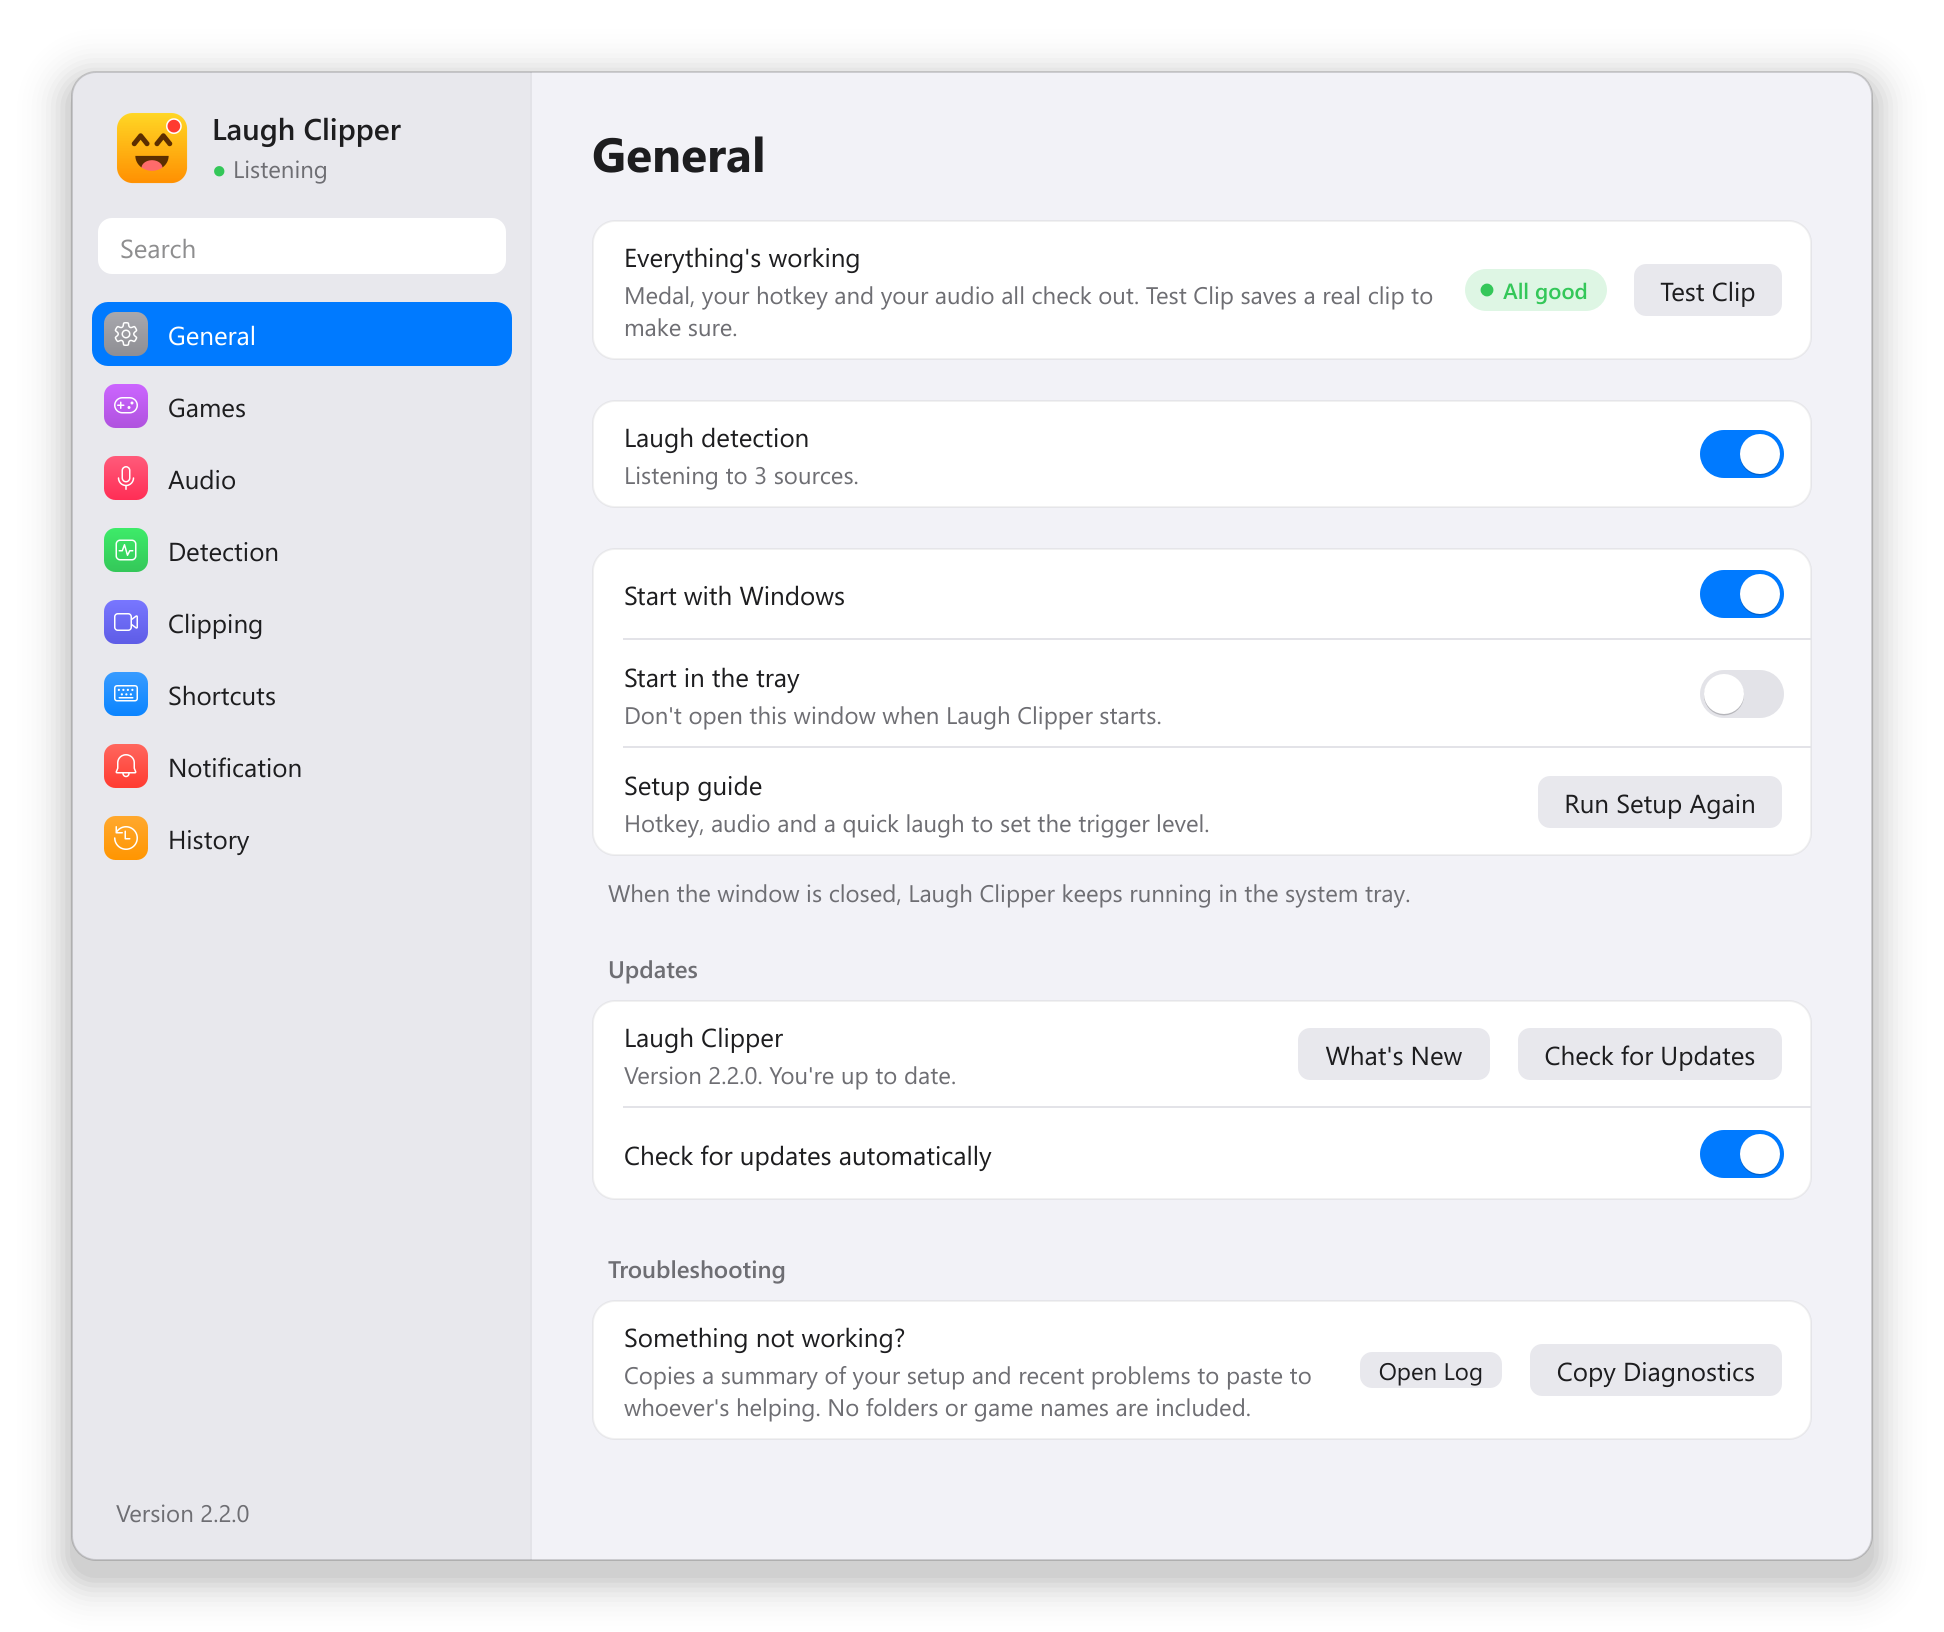 Laugh Clipper
Listening
Search
General
Games
Audio
Detection
Clipping
Shortcuts
Notification
History
Version 2.2.0
General
Everything's working
Medal, your hotkey and your audio all check out. Test Clip saves a real clip to
make sure.
All good
Test Clip
Laugh detection
Listening to 3 sources.
Start with Windows
Start in the tray
Don't open this window when Laugh Clipper starts.
Setup guide
Hotkey, audio and a quick laugh to set the trigger level.
Run Setup Again
When the window is closed, Laugh Clipper keeps running in the system tray.
Updates
Laugh Clipper
Version 2.2.0. You're up to date.
What's New
Check for Updates
Check for updates automatically
Troubleshooting
Something not working?
Copies a summary of your setup and recent problems to paste to
whoever's helping. No folders or game names are included.
Open Log
Copy Diagnostics